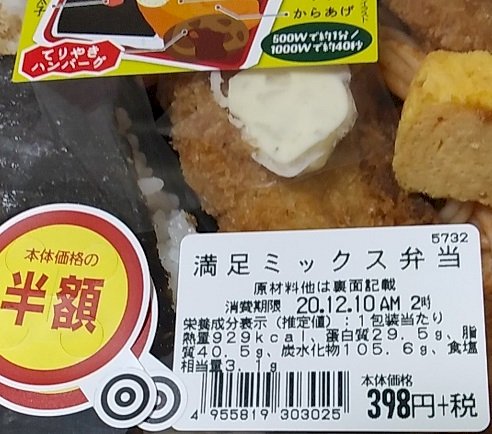 からあげ
てりやき
ハンバーグ
500Wで約1分/
1000Wで約40秒
本体価格の
半額
5732
満足ミックス弁当
原材料他は裏面記載
消費期限 20.12.10 AM 2時
栄養成分表示(推定値):1包装当たり
熱量929kcal、蛋白質29.5g、脂
質40.5g、炭水化物105.6g、食塩
相当量3.1g
本体価格
398円+税
4 955819 303025